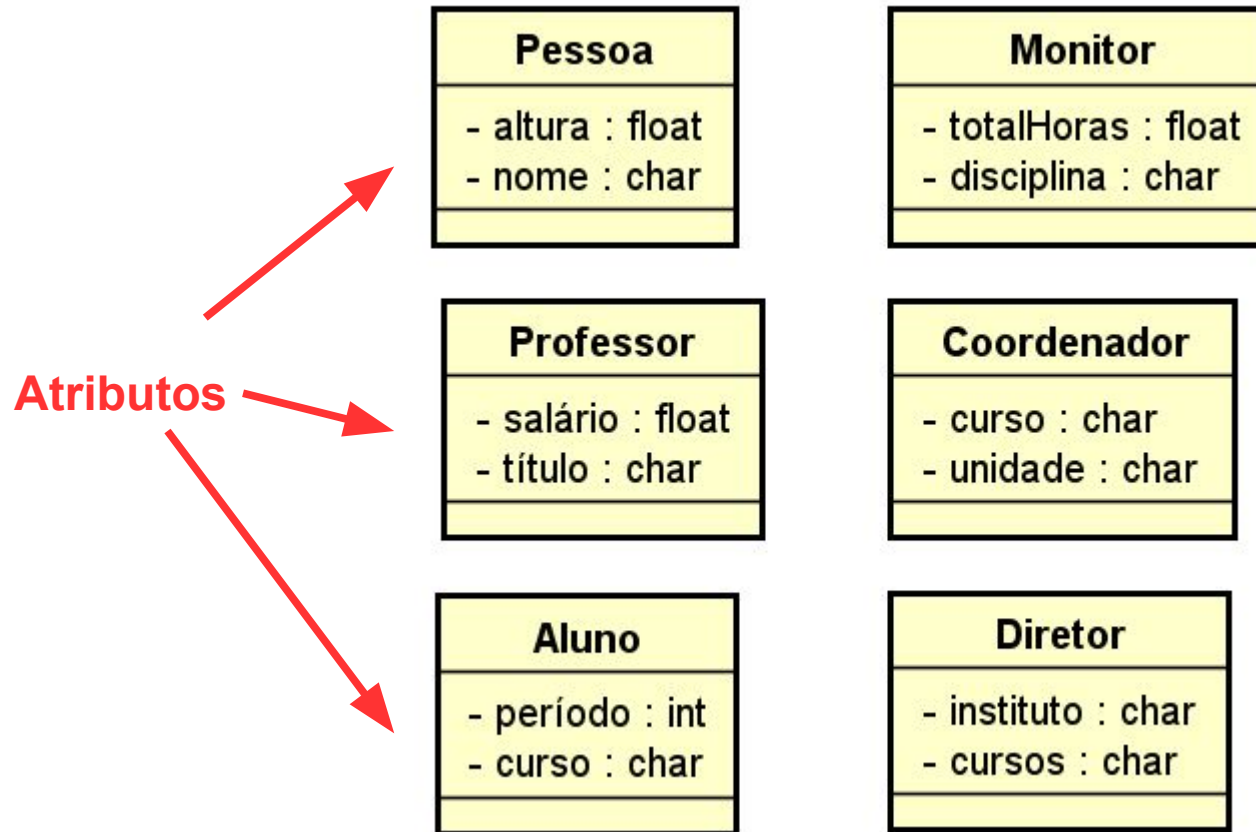 Pessoa
- altura : float
- nome : char
Monitor
- totalHoras : float
- disciplina : char
Atributos
Professor
- salário : float
- título : char
Coordenador
- curso : char
- unidade : char
Aluno
- período : int
- curso : char
Diretor
- instituto : char
- cursos : char